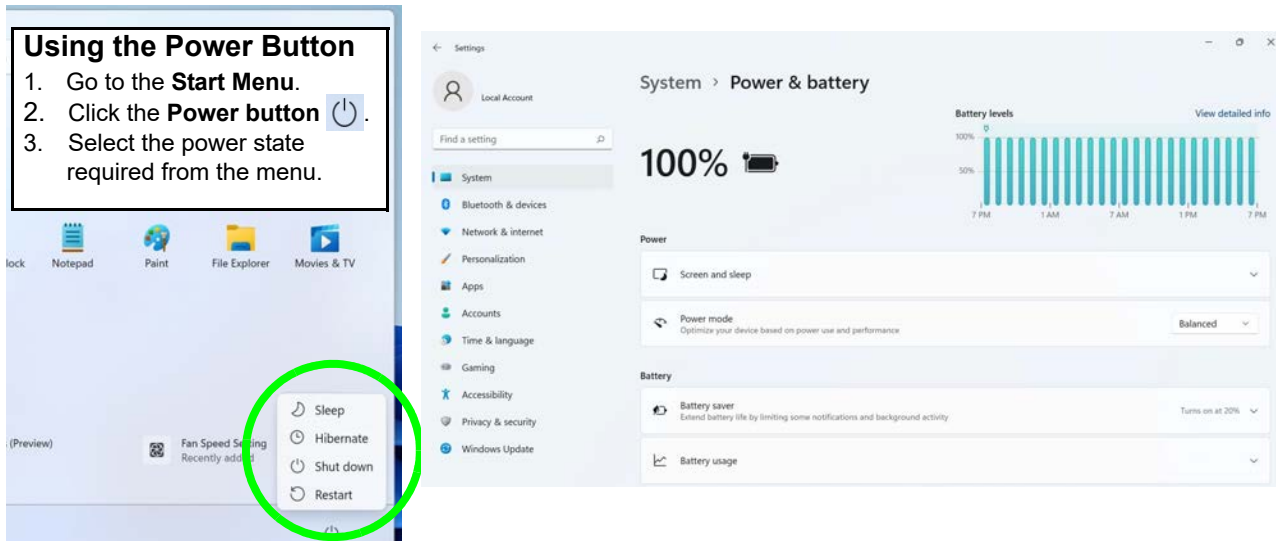 Using the Power Button
1. Go to the Start Menu.
2. Click the Power button.
3. Select the power state
required from the menu.
lock Notepad Paint File Explorer Movies & TV
(Preview)
Fan Speed Setting
Recently added
Sleep
Hibernate
Shut down
Restart
Settings
Local Account
Find a setting
System
Bluetooth & devices
Network & internet
Personalization
Apps
Accounts
Time & language
Gaming
Accessibility
Privacy & security
Windows Update
System > Power & battery
100%
Battery levels View detailed info
100%
50%
7 PM 1 AM 7 AM 1 PM 7 PM
Power
Screen and sleep
Power mode
Optimize your device based on power use and performance
Balanced
Battery
Battery saver
Extend battery life by limiting some notifications and background activity
Turns on at 20%
Battery usage